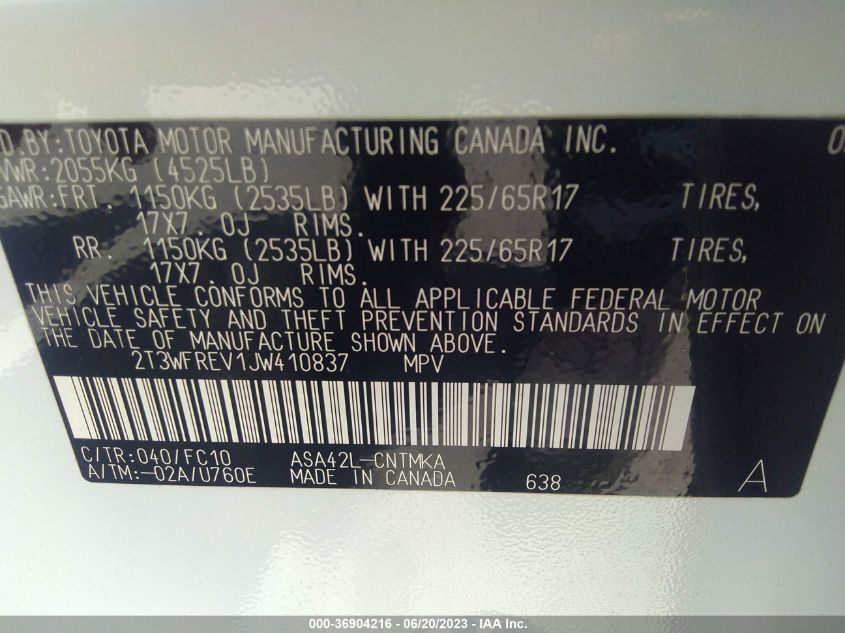 D BY:TOYOTA MOTOR MANUFACTURING CANADA INC. 0
VWR:2055KG (4525LB)
GAWR:FRT. 1150KG (2535LB) WITH 225/65R17 TIRES,
17X7.0J RIMS.
RR. 1150KG (2535LB) WITH 225/65R17 TIRES,
17X7.0J RIMS.
THIS VEHICLE CONFORMS TO ALL APPLICABLE FEDERAL MOTOR
VEHICLE SAFETY AND THEFT PREVENTION STANDARDS IN EFFECT ON
THE DATE OF MANUFACTURE SHOWN ABOVE.
2T3WFREV1JW410837 MPV
C/TR:040/FC10 ASA42L-CNTMKA
A/TM:-02A/U760E MADE IN CANADA 638 A
000-36904216 - 06/20/2023 - IAA Inc.